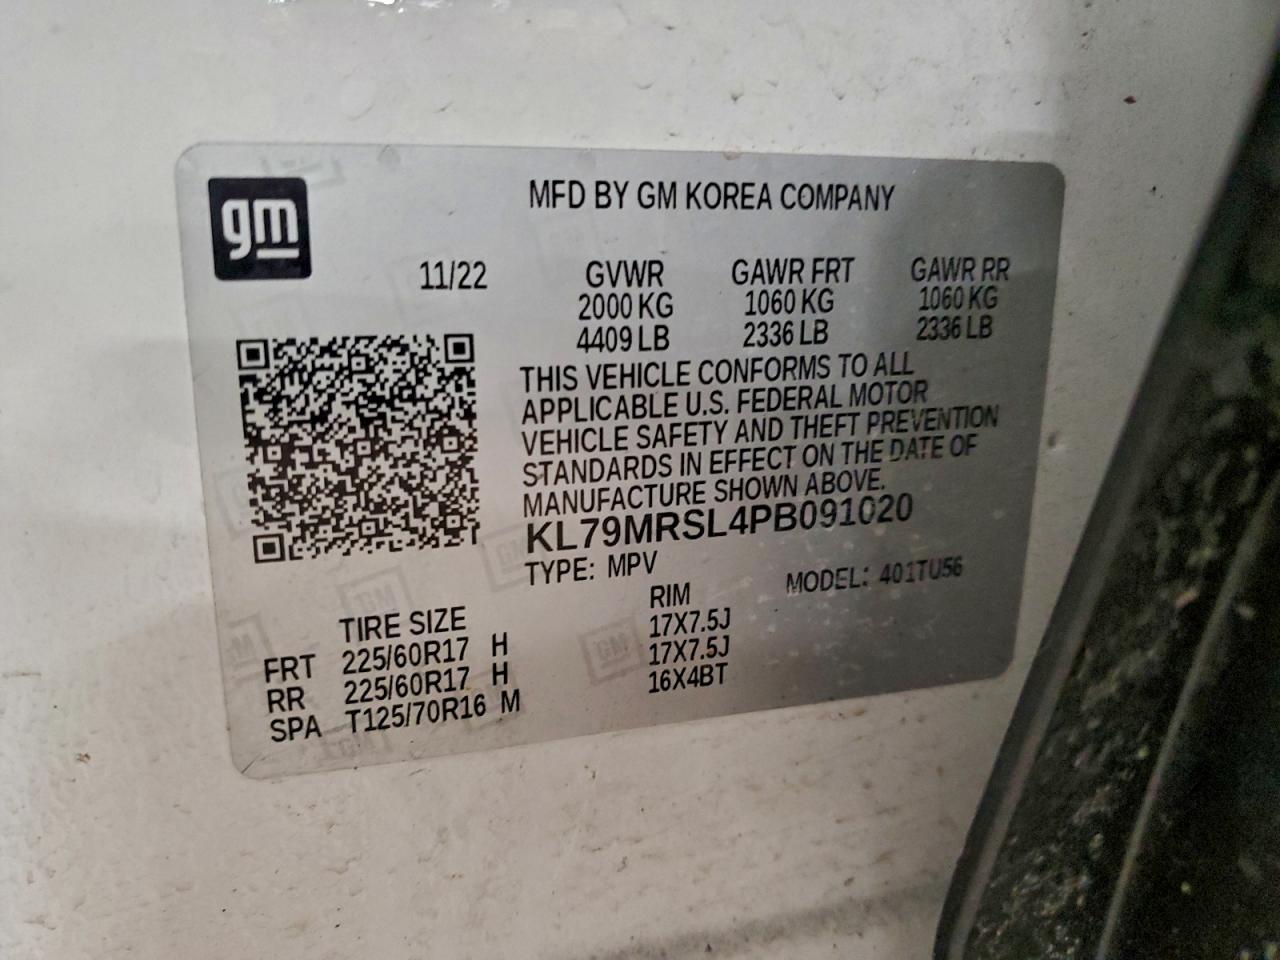 gm
MFD BY GM KOREA COMPANY
11/22 GVWR GAWR FRT GAWR RR
2000 KG 1060 KG 1060 KG
4409 LB 2336 LB 2336 LB
THIS VEHICLE CONFORMS TO ALL
APPLICABLE U.S. FEDERAL MOTOR
VEHICLE SAFETY AND THEFT PREVENTION
STANDARDS IN EFFECT ON THE DATE OF
MANUFACTURE SHOWN ABOVE.
KL79MRSL4PB091020
TYPE: MPV MODEL: 401TU56
TIRE SIZE RIM
FRT 225/60R17 H 17X7.5J
RR 225/60R17 H 17X7.5J
SPA T125/70R16 M 16X4BT